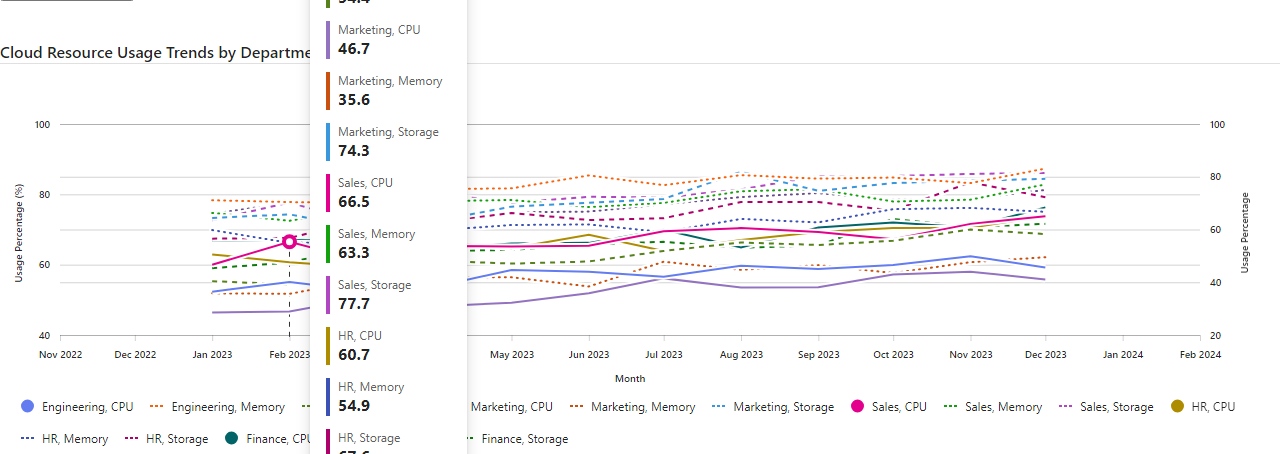 Marketing, CPU
46.7
Cloud Resource Usage Trends by Departme
Marketing, Memory
35.6
Marketing, Storage
74.3
Sales, CPU
66.5
Sales, Memory
63.3
Sales, Storage
77.7
HR, CPU
60.7
HR, Memory
54.9
HR, Storage
100
80
60
40
Usage Percentage (%)
100
80
60
40
20
Usage Percentage
Nov 2022 Dec 2022 Jan 2023 Feb 2023 May 2023 Jun 2023 Jul 2023 Aug 2023 Sep 2023 Oct 2023 Nov 2023 Dec 2023 Jan 2024 Feb 2024
Month
Engineering, CPU Engineering, Memory Marketing, CPU Marketing, Memory Marketing, Storage Sales, CPU Sales, Memory Sales, Storage HR, CPU
HR, Memory HR, Storage Finance, CPU Finance, Storage